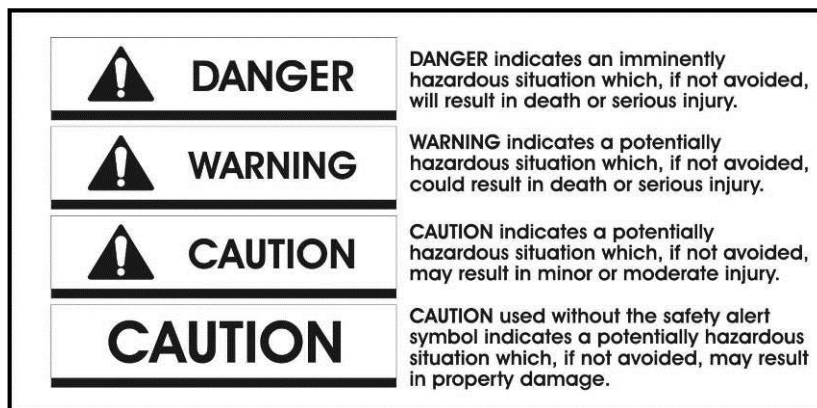 DANGER
DANGER indicates an imminently
hazardous situation which, if not avoided,
will result in death or serious injury.
WARNING
WARNING indicates a potentially
hazardous situation which, if not avoided,
could result in death or serious injury.
CAUTION
CAUTION indicates a potentially
hazardous situation which, if not avoided,
may result in minor or moderate injury.
CAUTION
CAUTION used without the safety alert
symbol indicates a potentially hazardous
situation which, if not avoided, may result
in property damage.